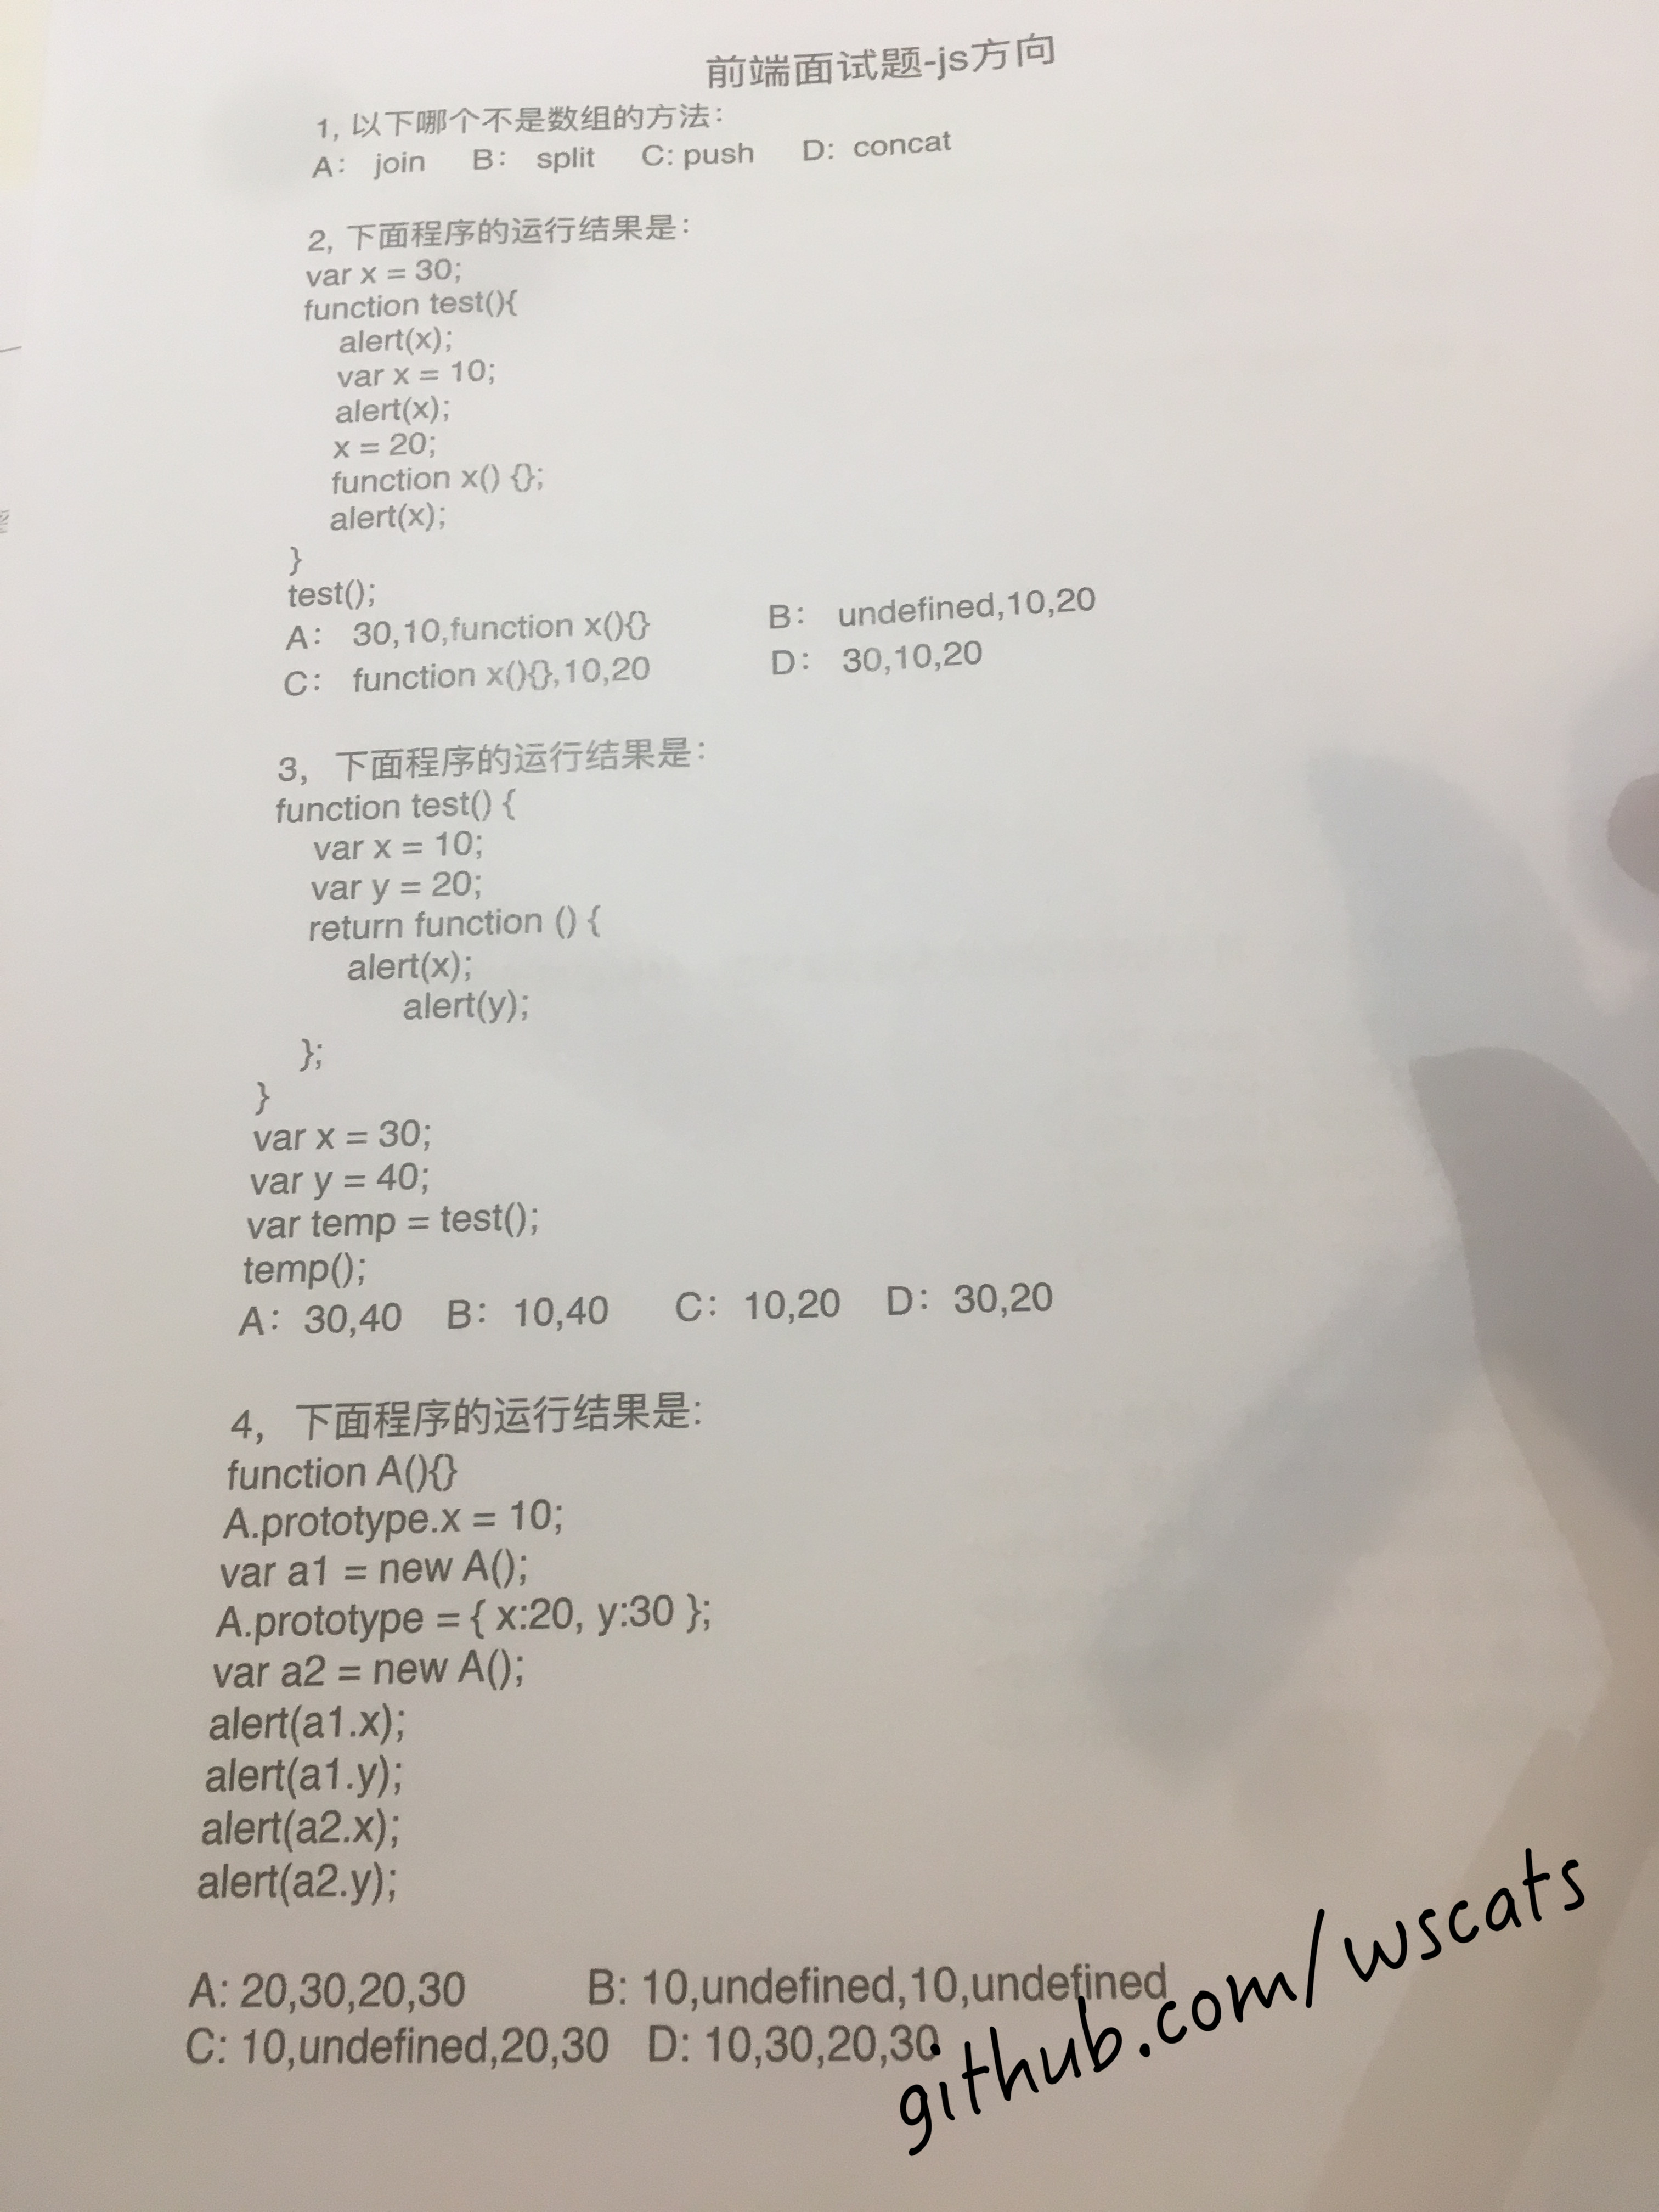 前端面试题-js方向
1, 以下哪个不是数组的方法：
A： join B： split C: push D: concat
2, 下面程序的运行结果是：
var x = 30;
function test(){
alert(x);
var x = 10;
alert(x);
x = 20;
function x() {};
alert(x);
}
test();
A： 30,10,function x(){} B： undefined,10,20
C： function x(){},10,20 D： 30,10,20
3, 下面程序的运行结果是：
function test() {
var x = 10;
var y = 20;
return function () {
alert(x);
alert(y);
};
}
var x = 30;
var y = 40;
var temp = test();
temp();
A： 30,40 B： 10,40 C： 10,20 D： 30,20
4, 下面程序的运行结果是:
function A(){}
A.prototype.x = 10;
var a1 = new A();
A.prototype = { x:20, y:30 };
var a2 = new A();
alert(a1.x);
alert(a1.y);
alert(a2.x);
alert(a2.y);
A: 20,30,20,30 B: 10,undefined,10,undefined
C: 10,undefined,20,30 D: 10,30,20,30
github.com/wscats